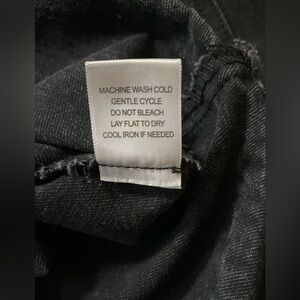 MACHINE WASH COLD
GENTLE CYCLE
DO NOT BLEACH
LAY FLAT TO DRY
COOL IRON IF NEEDED